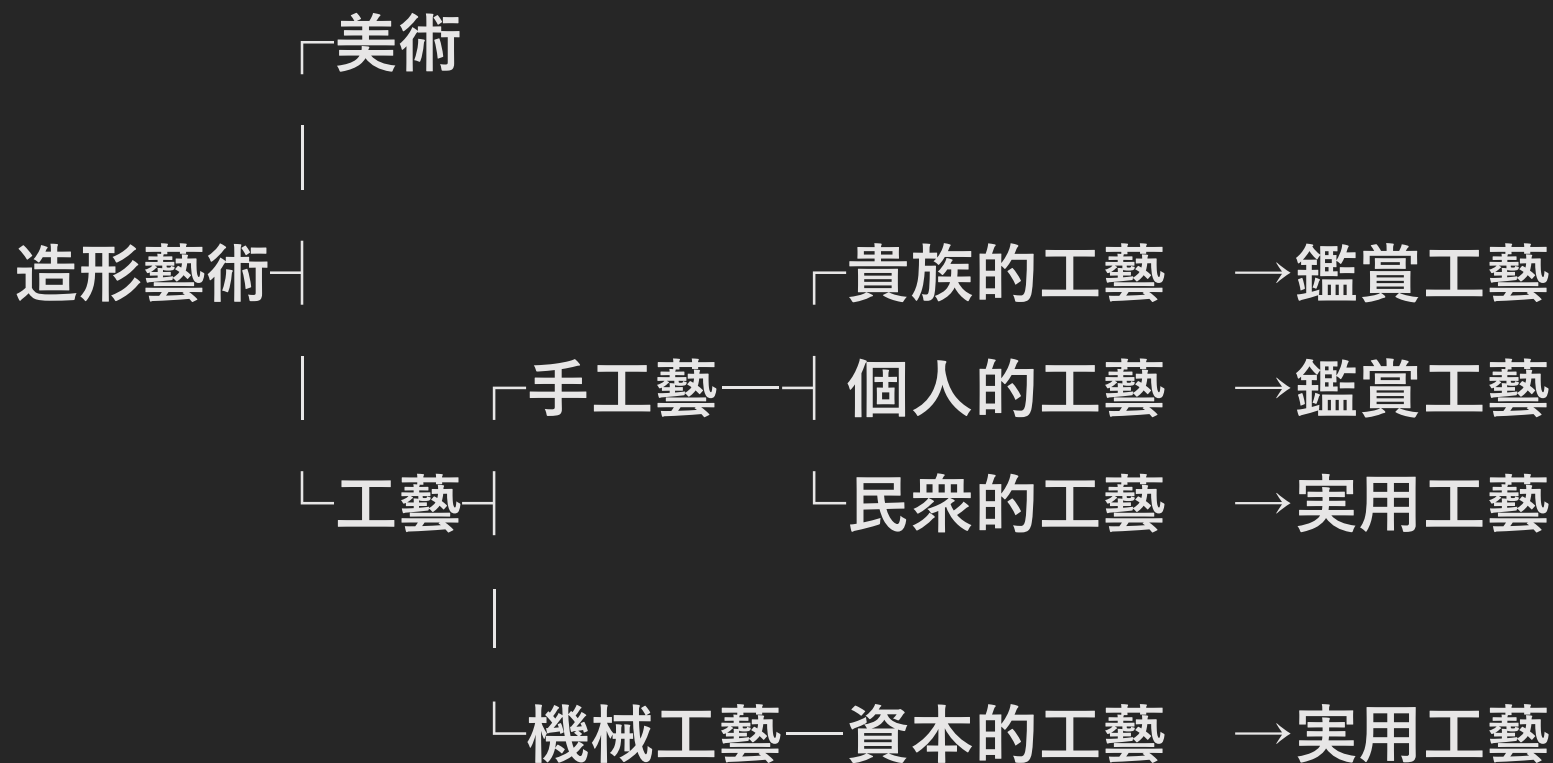 ┌─美術
│
造形藝術─┤ ┌─貴族的工藝 →鑑賞工藝
│ ┌─手工藝──┤個人的工藝 →鑑賞工藝
└─工藝─┤ └─民衆的工藝 →実用工藝
│
└─機械工藝─資本的工藝 →実用工藝